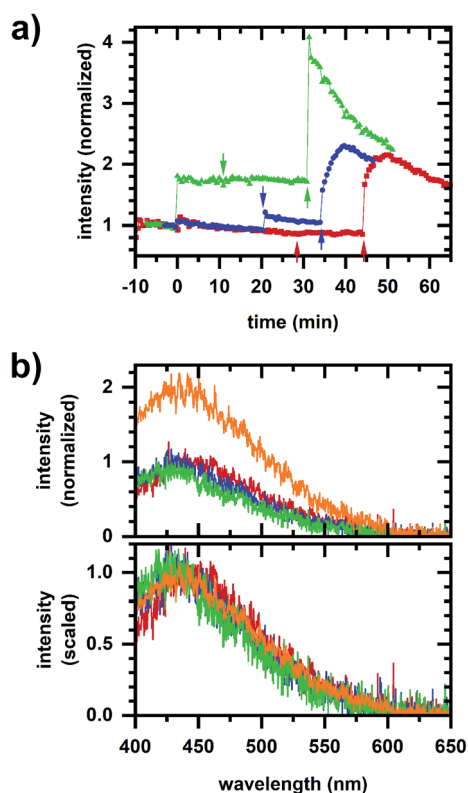 a)
intensity (normalized)
4
3
2
1
-10 0 10 20 30 40 50 60
time (min)
b)
intensity
(normalized)
2
1
0
intensity
(scaled)
1.0
0.5
0.0
400 450 500 550 600 650
wavelength (nm)